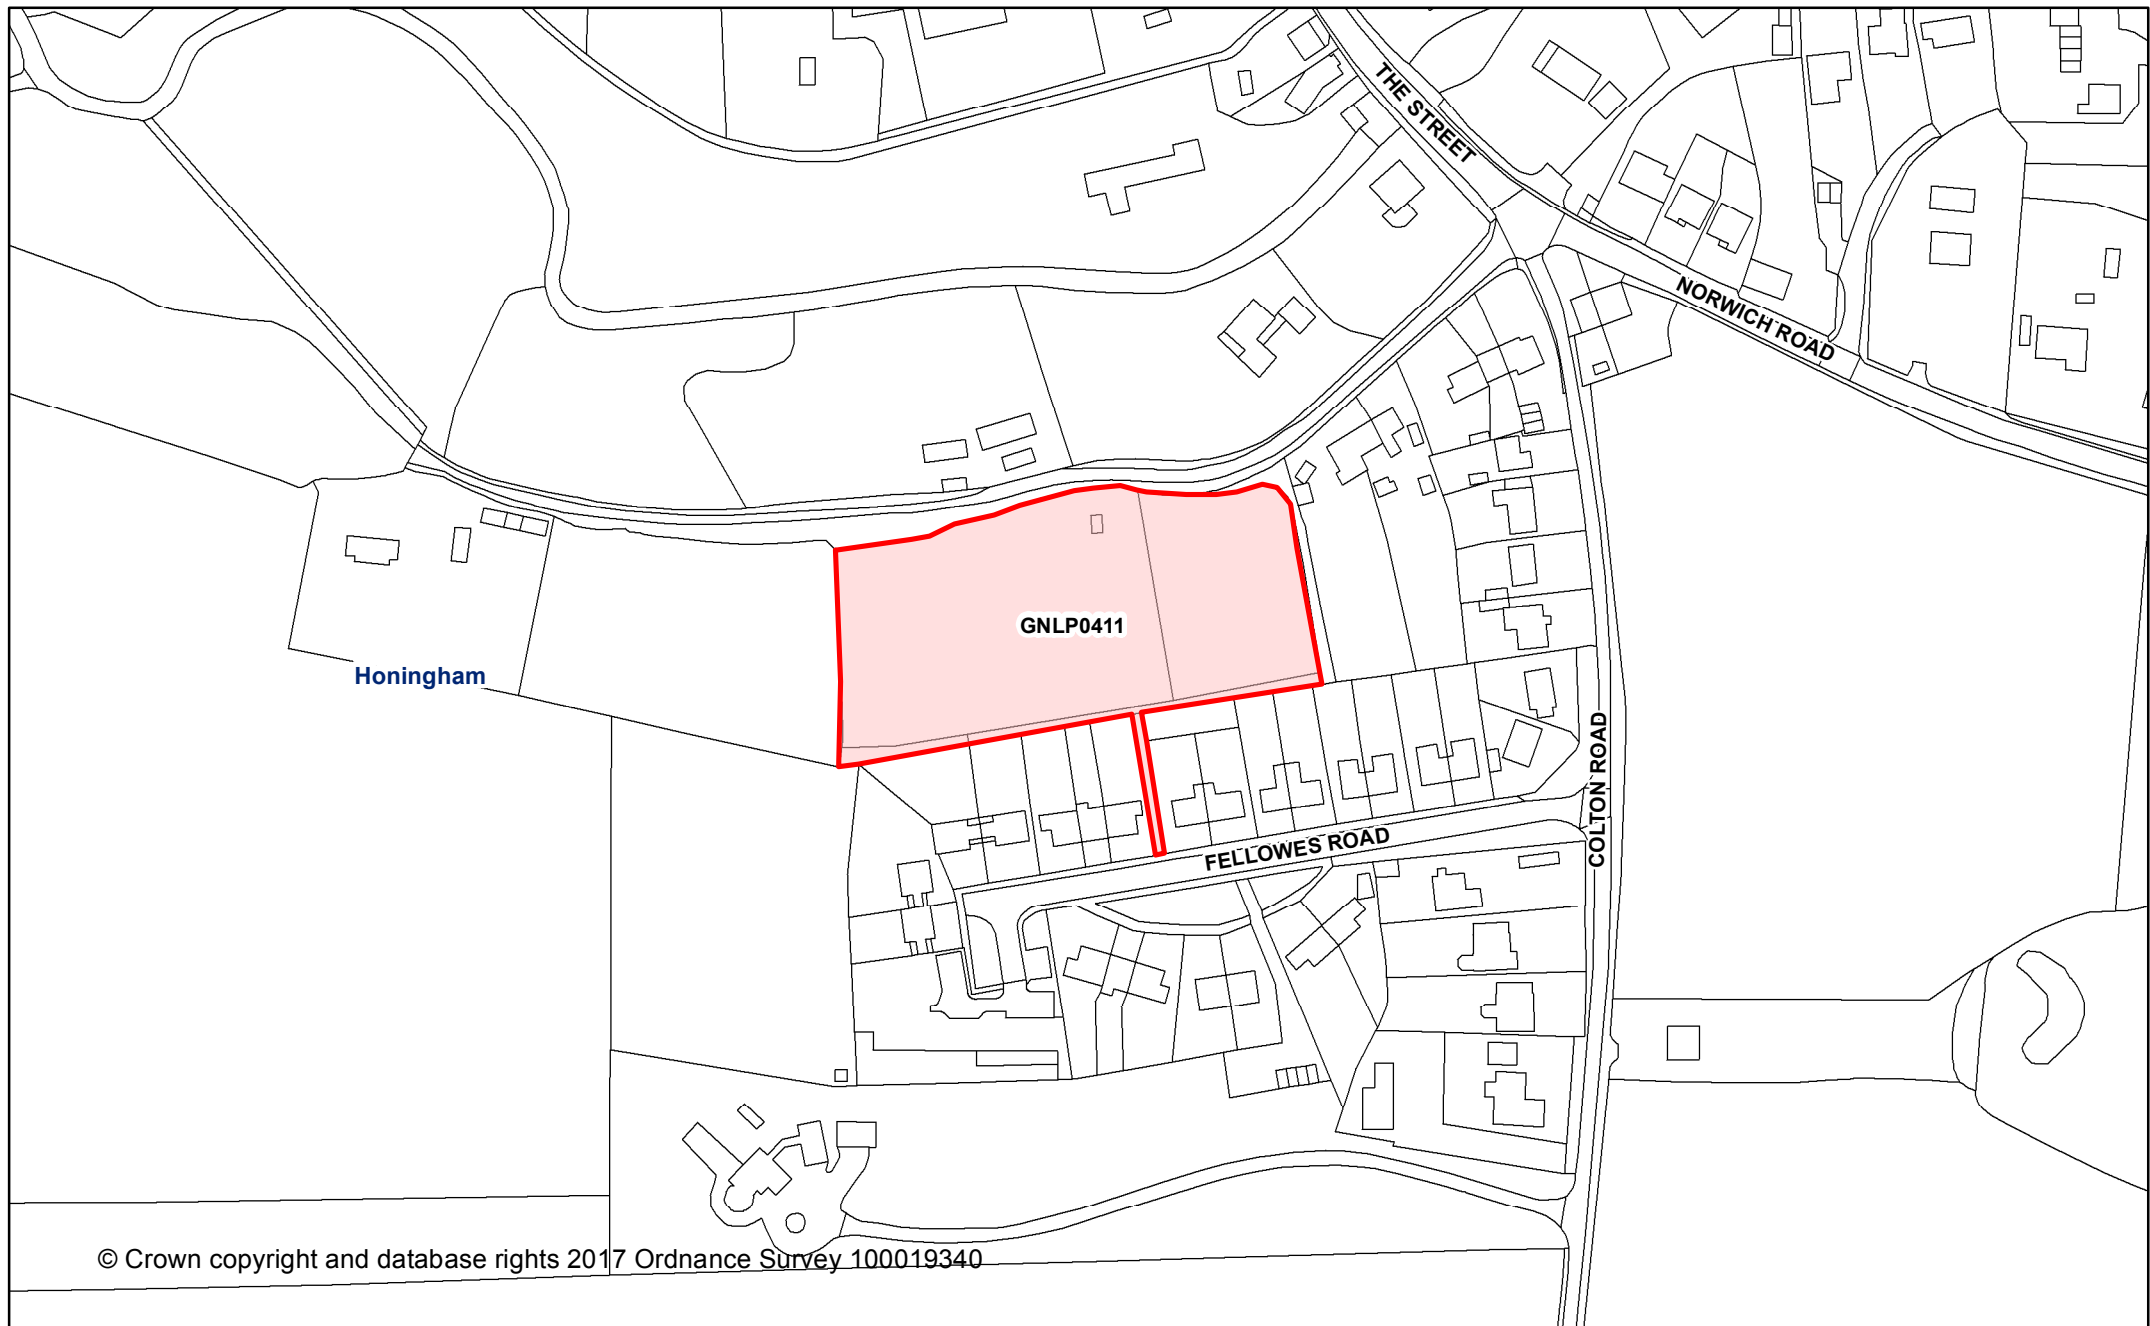 THE STREET
NORWICH ROAD
GNLP0411
Honingham
COLTON ROAD
FELLOWES ROAD
© Crown copyright and database rights 2017 Ordnance Survey 100019340